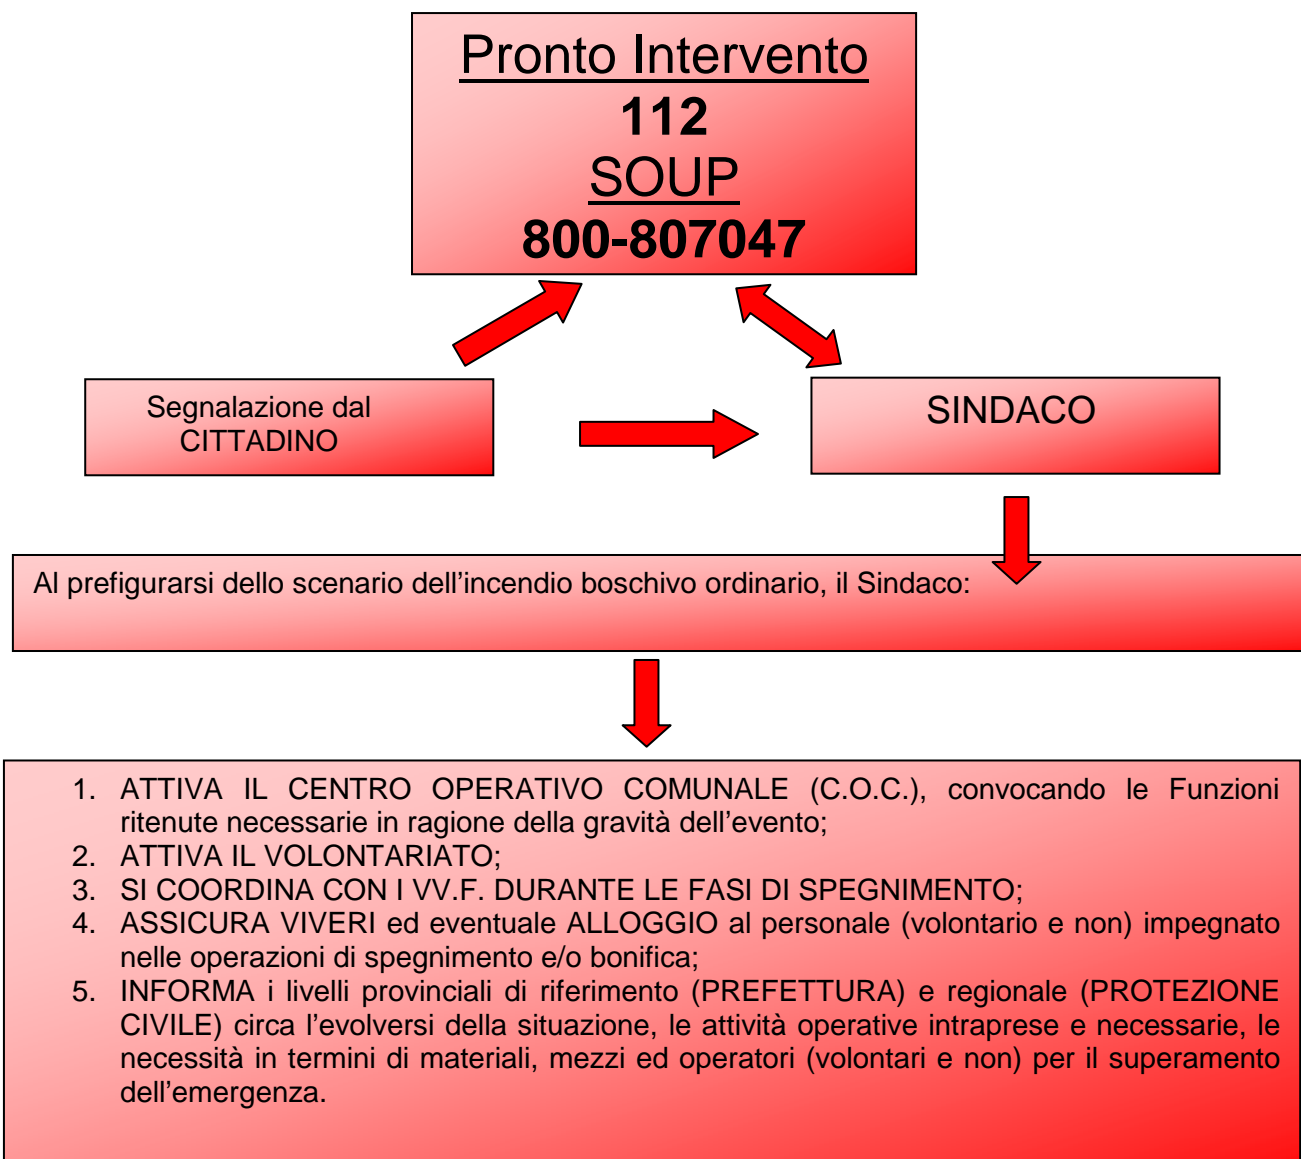 Pronto Intervento
112
SOUP
800-807047
Segnalazione dal
CITTADINO
SINDACO
Al prefigurarsi dello scenario dell’incendio boschivo ordinario, il Sindaco:
1. ATTIVA IL CENTRO OPERATIVO COMUNALE (C.O.C.), convocando le Funzioni
ritenute necessarie in ragione della gravità dell’evento;
2. ATTIVA IL VOLONTARIATO;
3. SI COORDINA CON I VV.F. DURANTE LE FASI DI SPEGNIMENTO;
4. ASSICURA VIVERI ed eventuale ALLOGGIO al personale (volontario e non) impegnato
nelle operazioni di spegnimento e/o bonifica;
5. INFORMA i livelli provinciali di riferimento (PREFETTURA) e regionale (PROTEZIONE
CIVILE) circa l’evolversi della situazione, le attività operative intraprese e necessarie, le
necessità in termini di materiali, mezzi ed operatori (volontari e non) per il superamento
dell’emergenza.